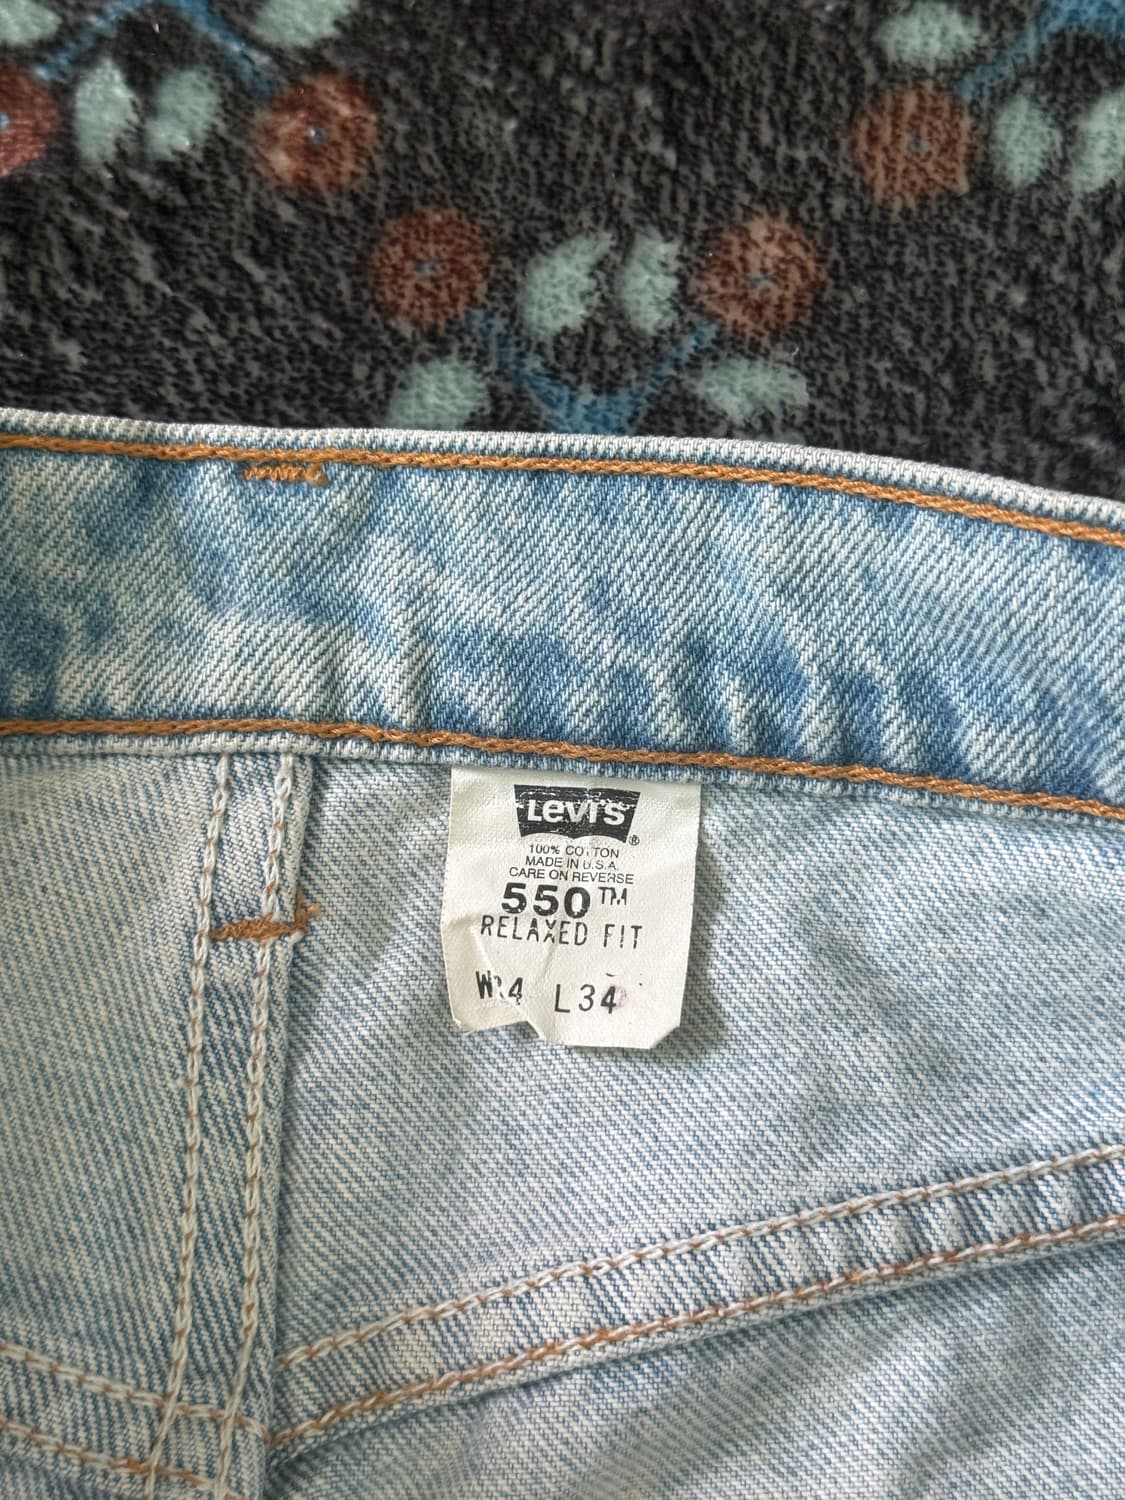 Levi's ®
100% COTTON
MADE IN U.S.A.
CARE ON REVERSE
550™
RELAXED FIT
L34